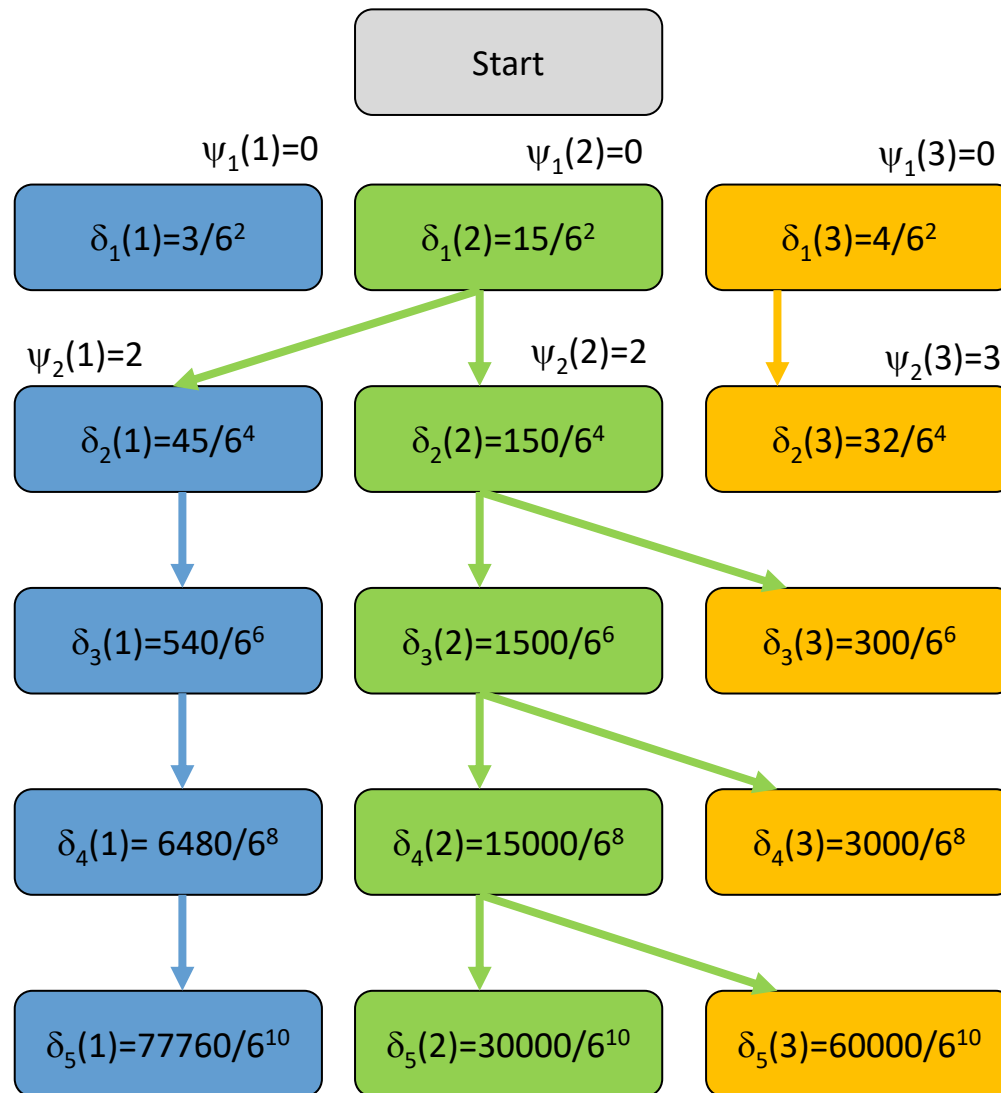 Start
ψ₁(1)=0 ψ₁(2)=0 ψ₁(3)=0
δ₁(1)=3/6² δ₁(2)=15/6² δ₁(3)=4/6²
ψ₂(1)=2 ψ₂(2)=2 ψ₂(3)=3
δ₂(1)=45/6⁴ δ₂(2)=150/6⁴ δ₂(3)=32/6⁴
δ₃(1)=540/6⁶ δ₃(2)=1500/6⁶ δ₃(3)=300/6⁶
δ₄(1)= 6480/6⁸ δ₄(2)=15000/6⁸ δ₄(3)=3000/6⁸
δ₅(1)=77760/6¹⁰ δ₅(2)=30000/6¹⁰ δ₅(3)=60000/6¹⁰